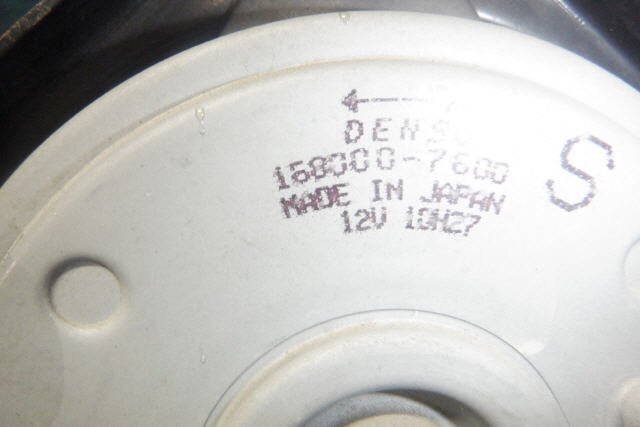 DENSO
168000-7600
MADE IN JAPAN
12V 10H27
S